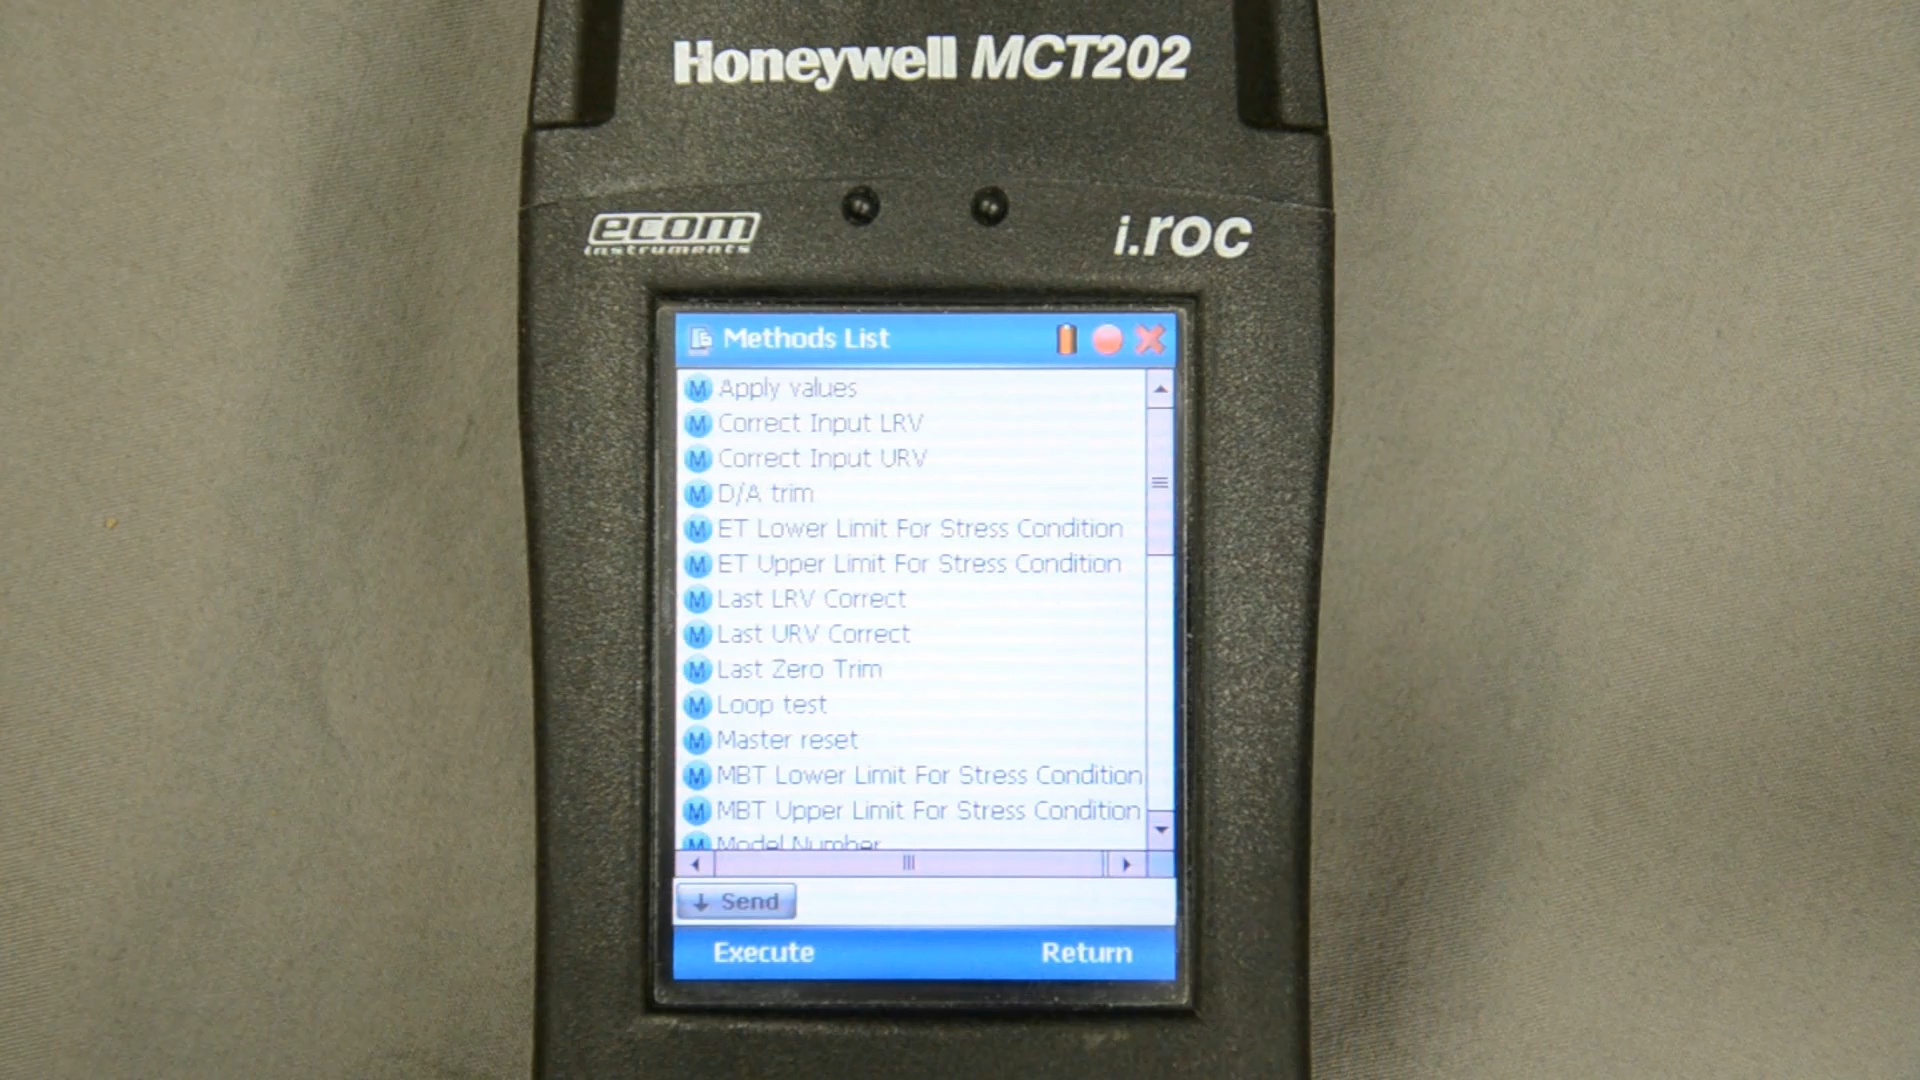 Honeywell MCT202
ecom
instruments
i.roc
Methods List
M Apply values
M Correct Input LRV
M Correct Input URV
M D/A trim
M ET Lower Limit For Stress Condition
M ET Upper Limit For Stress Condition
M Last LRV Correct
M Last URV Correct
M Last Zero Trim
M Loop test
M Master reset
M MBT Lower Limit For Stress Condition
M MBT Upper Limit For Stress Condition
M Model Number
Send
Execute
Return